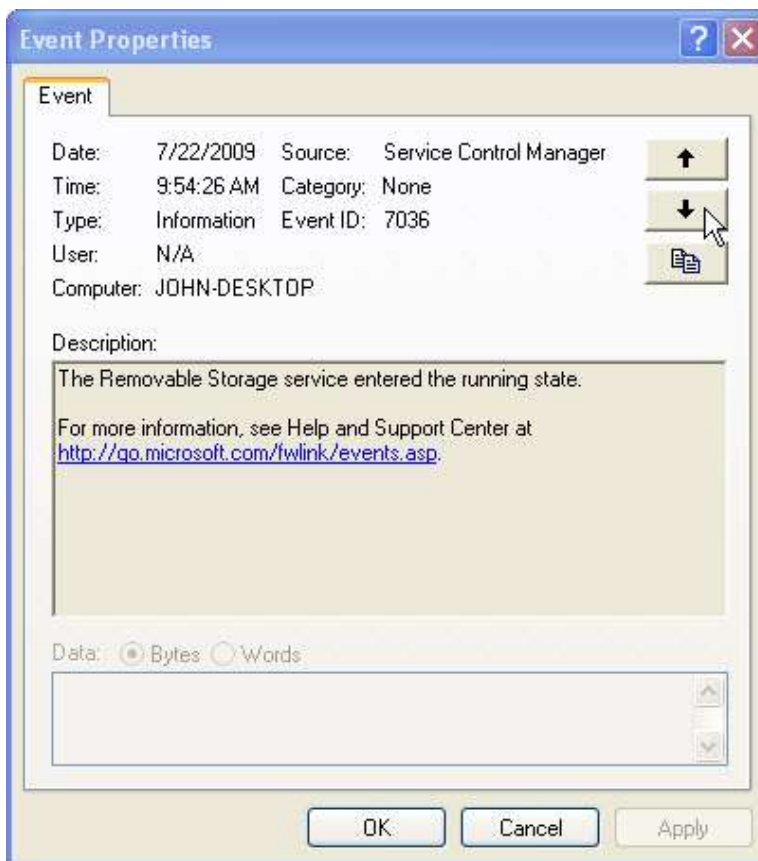 Event Properties
Event
Date: 7/22/2009 Source: Service Control Manager
Time: 9:54:26 AM Category: None
Type: Information Event ID: 7036
User: N/A
Computer: JOHN-DESKTOP
Description:
The Removable Storage service entered the running state.
For more information, see Help and Support Center at
http://go.microsoft.com/fwlink/events.asp.
Data: Bytes Words
OK Cancel Apply